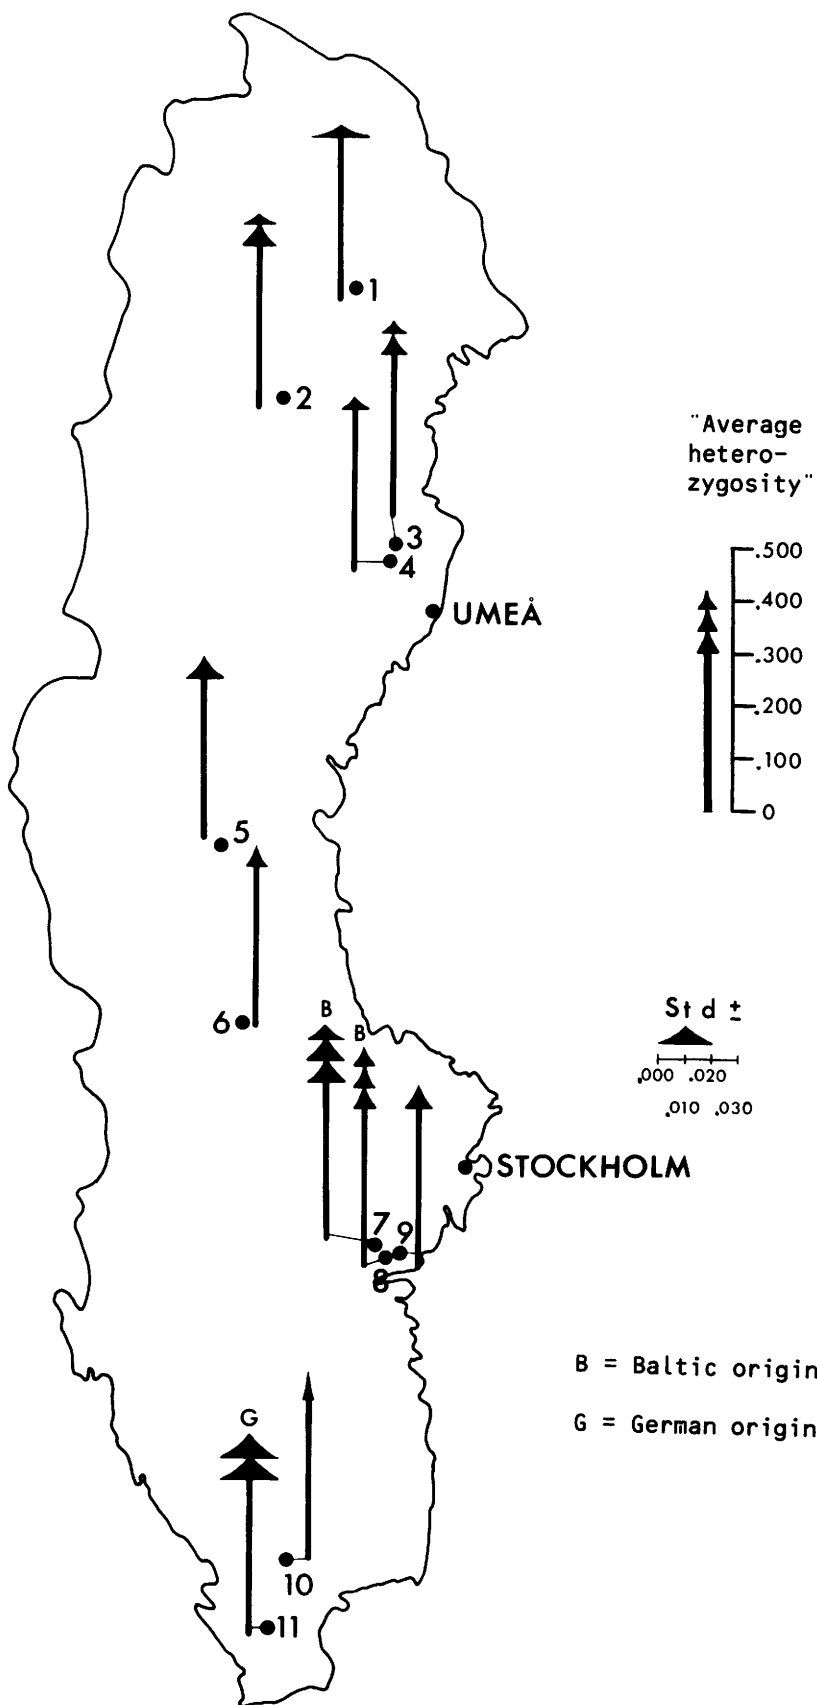 1
2
"Average
hetero-
zygosity"
3
4
.500
.400
.300
.200
.100
0
UMEÅ
5
6
B
B
Std ±
.000 .020
.010 .030
STOCKHOLM
7
9
8
B = Baltic origin
G = German origin
G
10
11